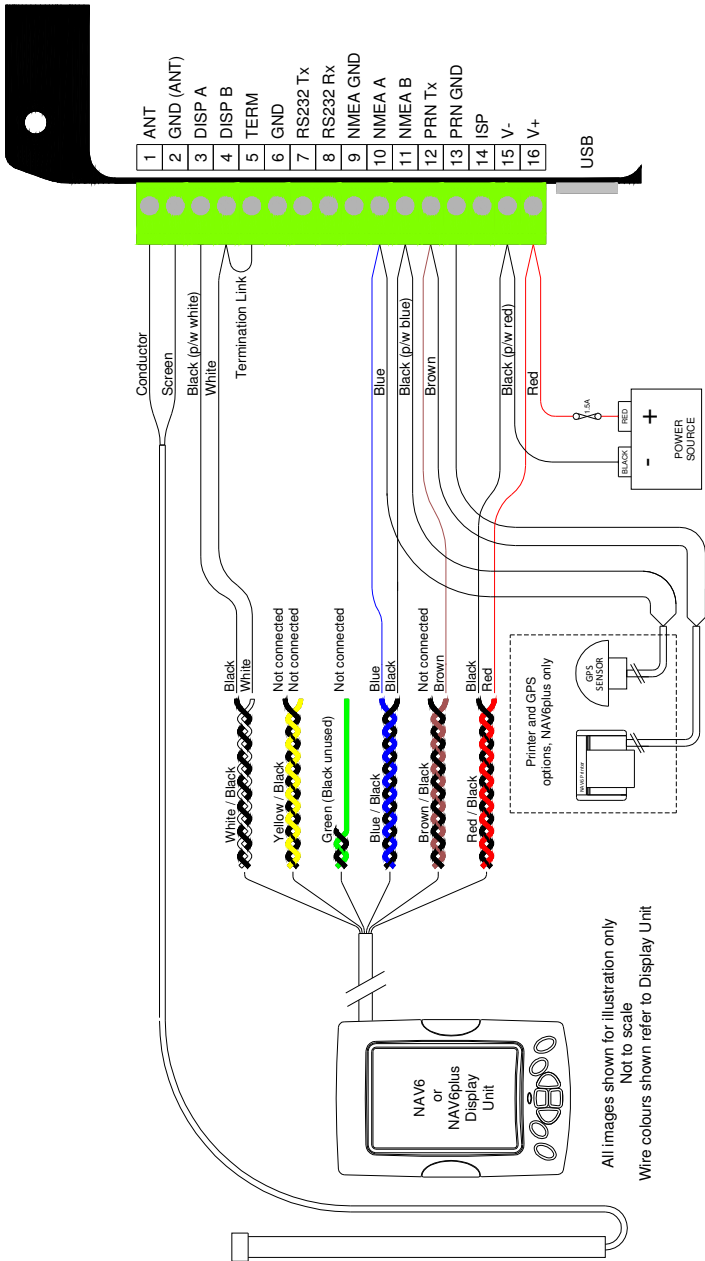 1 ANT
2 GND (ANT)
3 DISP A
4 DISP B
5 TERM
6 GND
7 RS232 Tx
8 RS232 Rx
9 NMEA GND
10 NMEA A
11 NMEA B
12 PRN Tx
13 PRN GND
14 ISP
15 V-
16 V+
USB
Conductor
Screen
Black (p/w white)
White
Termination Link
Blue
Black (p/w blue)
Brown
Black (p/w red)
Red
1.5A
RED
BLACK
+
-
POWER
SOURCE
Black
White
Not connected
Not connected
Not connected
Blue
Black
Not connected
Brown
Black
Red
White / Black
Yellow / Black
Green (Black unused)
Blue / Black
Brown / Black
Red / Black
Printer and GPS
options, NAV6plus only
GPS
SENSOR
NAV6 Printer
NAV6
or
NAV6plus
Display
Unit
All images shown for illustration only
Not to scale
Wire colours shown refer to Display Unit